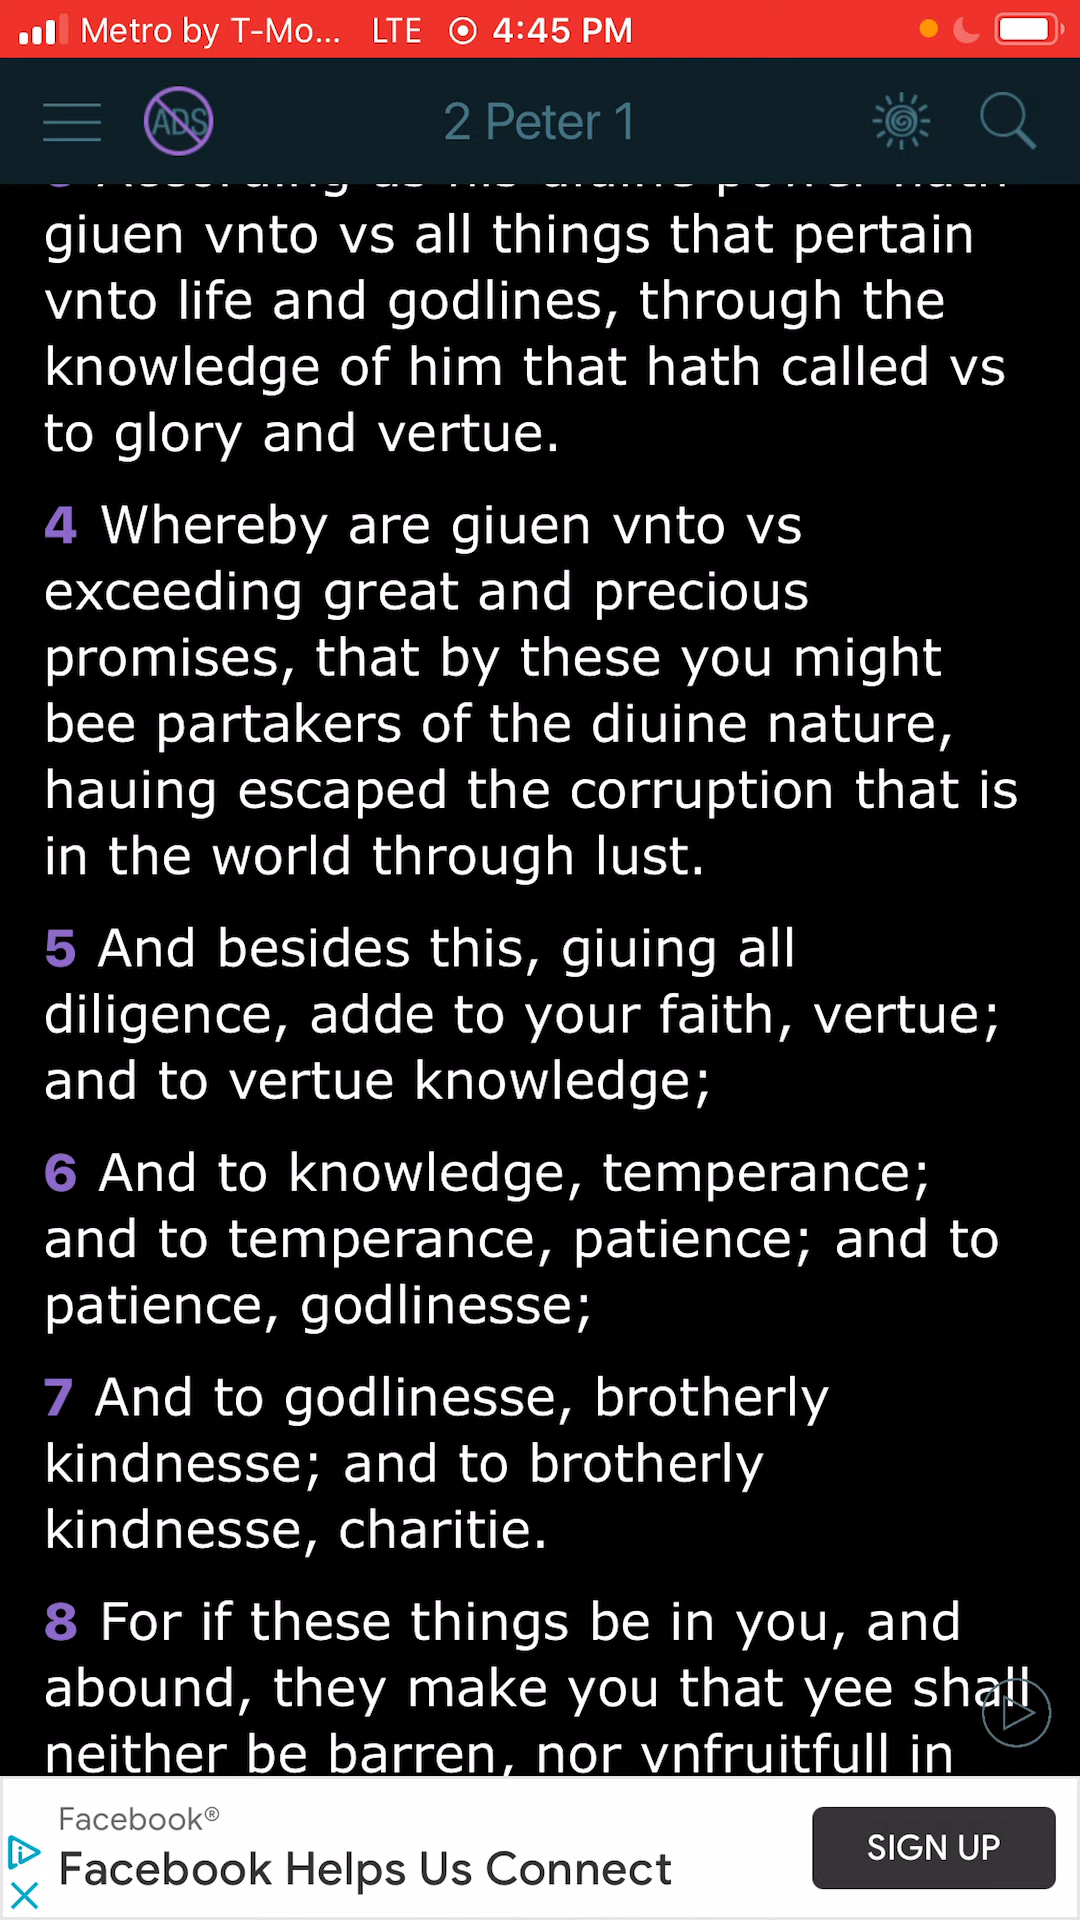 Metro by T-Mo... LTE 4:45 PM
ADS 2 Peter 1
giuen vnto vs all things that pertain
vnto life and godlines, through the
knowledge of him that hath called vs
to glory and vertue.
4 Whereby are giuen vnto vs
exceeding great and precious
promises, that by these you might
bee partakers of the diuine nature,
hauing escaped the corruption that is
in the world through lust.
5 And besides this, giuing all
diligence, adde to your faith, vertue;
and to vertue knowledge;
6 And to knowledge, temperance;
and to temperance, patience; and to
patience, godlinesse;
7 And to godlinesse, brotherly
kindnesse; and to brotherly
kindnesse, charitie.
8 For if these things be in you, and
abound, they make you that yee shall
neither be barren, nor vnfruitfull in
Facebook®
Facebook Helps Us Connect
SIGN UP